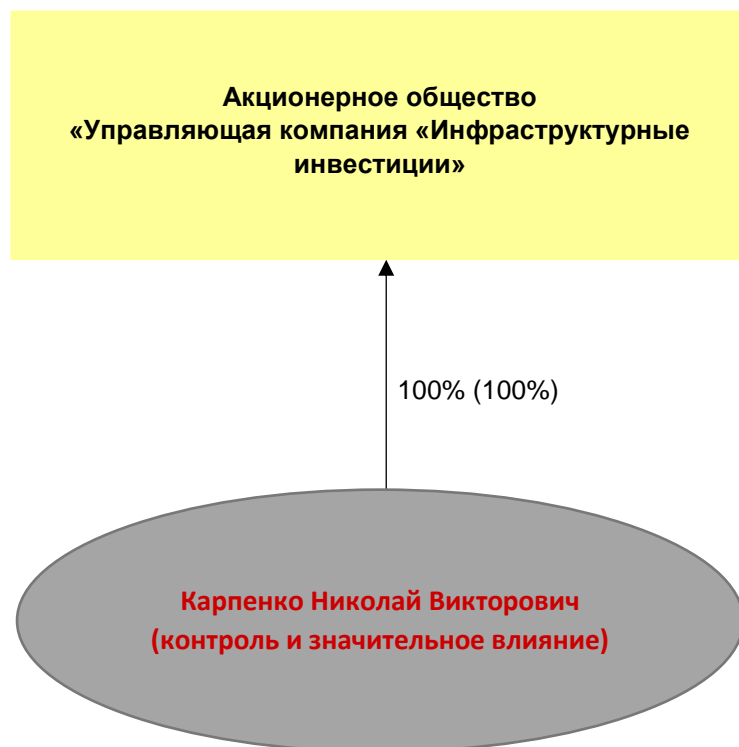 Акционерное общество
«Управляющая компания «Инфраструктурные
инвестиции»
100% (100%)
Карпенко Николай Викторович
(контроль и значительное влияние)